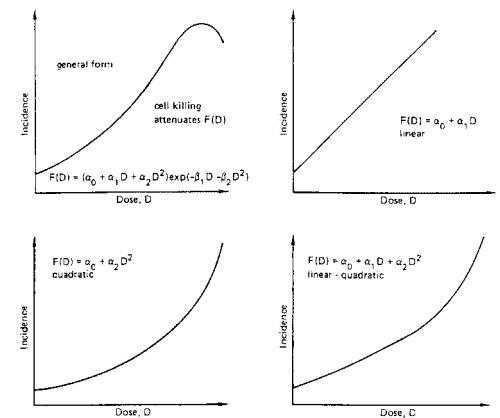 Incidence
general form
cell killing
attenuates F(D)
F(D) = (α₀ + α₁D + α₂D²)exp(-β₁D -β₂D²)
Dose, D
Incidence
F(D) = α₀ + α₁D
linear
Dose, D
Incidence
F(D) = α₀ + α₂D²
quadratic
Dose, D
Incidence
F(D) = α₀ + α₁D + α₂D²
linear - quadratic
Dose, D